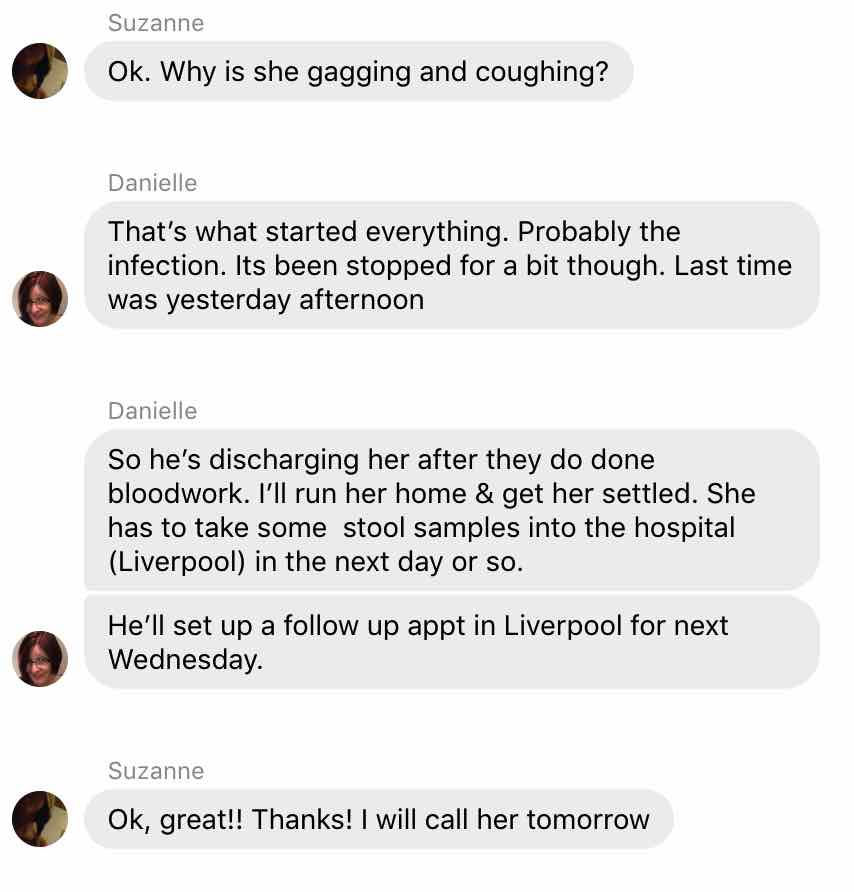 Suzanne
Ok. Why is she gagging and coughing?
Danielle
That’s what started everything. Probably the
infection. Its been stopped for a bit though. Last time
was yesterday afternoon
Danielle
So he’s discharging her after they do done
bloodwork. I’ll run her home & get her settled. She
has to take some  stool samples into the hospital
(Liverpool) in the next day or so.
He’ll set up a follow up appt in Liverpool for next
Wednesday.
Suzanne
Ok, great!! Thanks! I will call her tomorrow